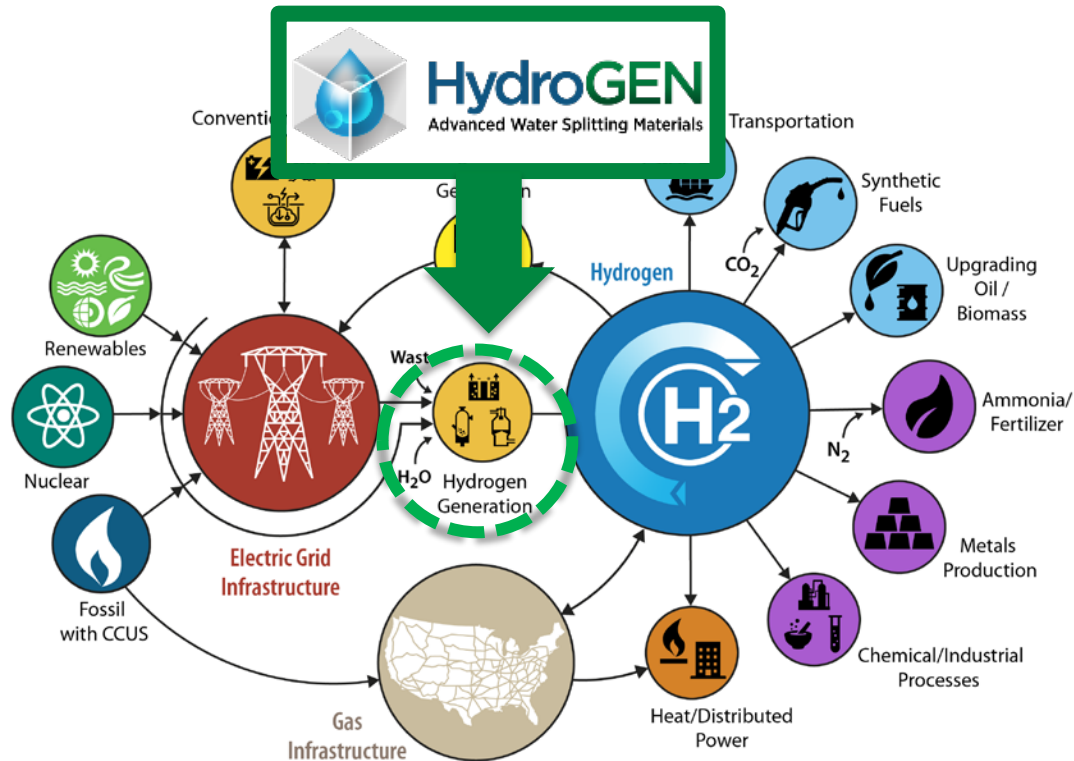 HydroGEN
Advanced Water Splitting Materials
Transportation
Synthetic
Fuels
CO2
Hydrogen
Upgrading
Oil /
Biomass
Renewables
H2
Ammonia/
Fertilizer
N2
H2O
Hydrogen
Generation
Nuclear
Electric Grid
Infrastructure
Metals
Production
Fossil
with CCUS
Chemical/Industrial
Processes
Gas
Infrastructure
Heat/Distributed
Power